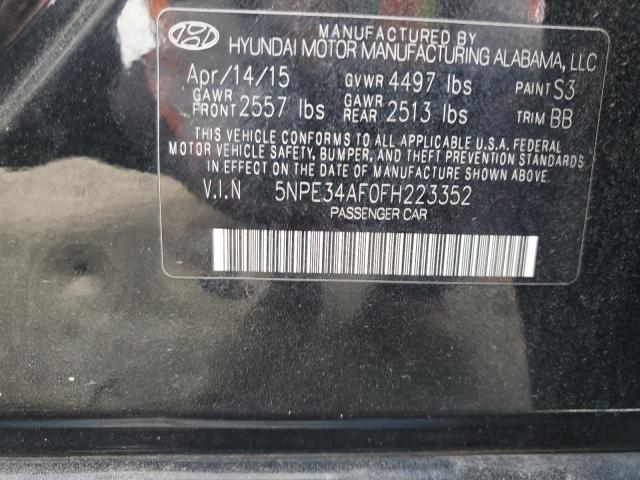 MANUFACTURED BY
HYUNDAI MOTOR MANUFACTURING ALABAMA, LLC
Apr/14/15 GVWR 4497 lbs PAINT S3
GAWR FRONT 2557 lbs GAWR REAR 2513 lbs TRIM BB
THIS VEHICLE CONFORMS TO ALL APPLICABLE U.S.A. FEDERAL
MOTOR VEHICLE SAFETY, BUMPER, AND THEFT PREVENTION STANDARDS
IN EFFECT ON THE DATE OF MANUFACTURE SHOWN ABOVE.
V.I.N 5NPE34AF0FH223352
PASSENGER CAR